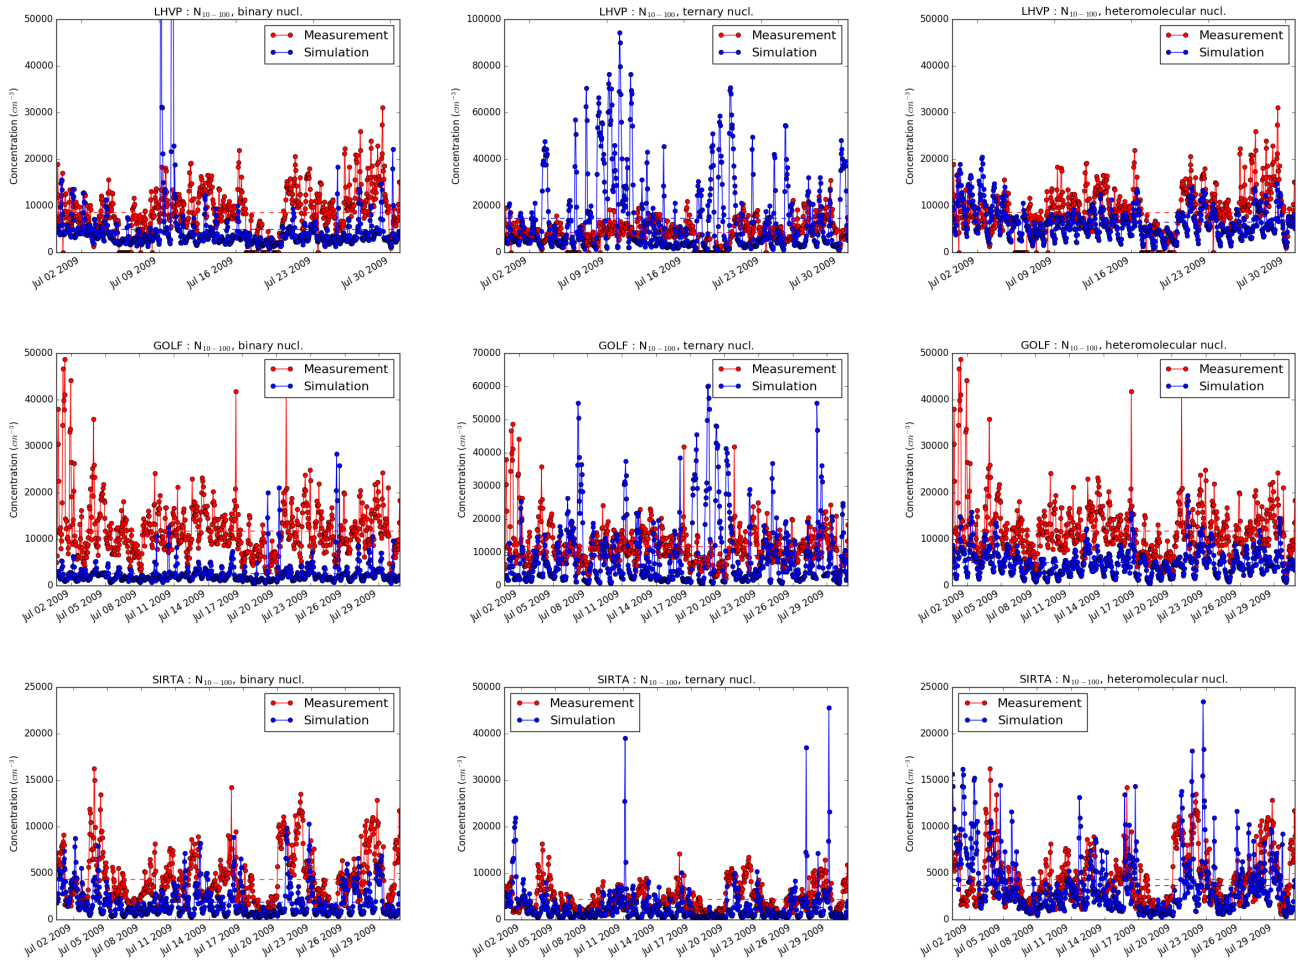 LHVP : N10−100, binary nucl.
50000
40000
30000
20000
10000
0
Concentration (cm−3)
Measurement
Simulation
Jul 02 2009
Jul 09 2009
Jul 16 2009
Jul 23 2009
Jul 30 2009
LHVP : N10−100, ternary nucl.
100000
80000
60000
40000
20000
0
Measurement
Simulation
Jul 02 2009
Jul 09 2009
Jul 16 2009
Jul 23 2009
Jul 30 2009
LHVP : N10−100, heteromolecular nucl.
50000
40000
30000
20000
10000
0
Concentration (cm−3)
Measurement
Simulation
Jul 02 2009
Jul 09 2009
Jul 16 2009
Jul 23 2009
Jul 30 2009
GOLF : N10−100, binary nucl.
50000
40000
30000
20000
10000
0
Concentration (cm−3)
Measurement
Simulation
Jul 02 2009
Jul 05 2009
Jul 08 2009
Jul 11 2009
Jul 14 2009
Jul 17 2009
Jul 20 2009
Jul 23 2009
Jul 26 2009
Jul 29 2009
GOLF : N10−100, ternary nucl.
70000
60000
50000
40000
30000
20000
10000
0
Measurement
Simulation
Jul 02 2009
Jul 05 2009
Jul 08 2009
Jul 11 2009
Jul 14 2009
Jul 17 2009
Jul 20 2009
Jul 23 2009
Jul 26 2009
Jul 29 2009
GOLF : N10−100, heteromolecular nucl.
50000
40000
30000
20000
10000
0
Concentration (cm−3)
Measurement
Simulation
Jul 02 2009
Jul 05 2009
Jul 08 2009
Jul 11 2009
Jul 14 2009
Jul 17 2009
Jul 20 2009
Jul 23 2009
Jul 26 2009
Jul 29 2009
SIRTA : N10−100, binary nucl.
25000
20000
15000
10000
5000
0
Concentration (cm−3)
Measurement
Simulation
Jul 02 2009
Jul 05 2009
Jul 08 2009
Jul 11 2009
Jul 14 2009
Jul 17 2009
Jul 20 2009
Jul 23 2009
Jul 26 2009
Jul 29 2009
SIRTA : N10−100, ternary nucl.
50000
40000
30000
20000
10000
0
Measurement
Simulation
Jul 02 2009
Jul 05 2009
Jul 08 2009
Jul 11 2009
Jul 14 2009
Jul 17 2009
Jul 20 2009
Jul 23 2009
Jul 26 2009
Jul 29 2009
SIRTA : N10−100, heteromolecular nucl.
25000
20000
15000
10000
5000
0
Concentration (cm−3)
Measurement
Simulation
Jul 02 2009
Jul 05 2009
Jul 08 2009
Jul 11 2009
Jul 14 2009
Jul 17 2009
Jul 20 2009
Jul 23 2009
Jul 26 2009
Jul 29 2009